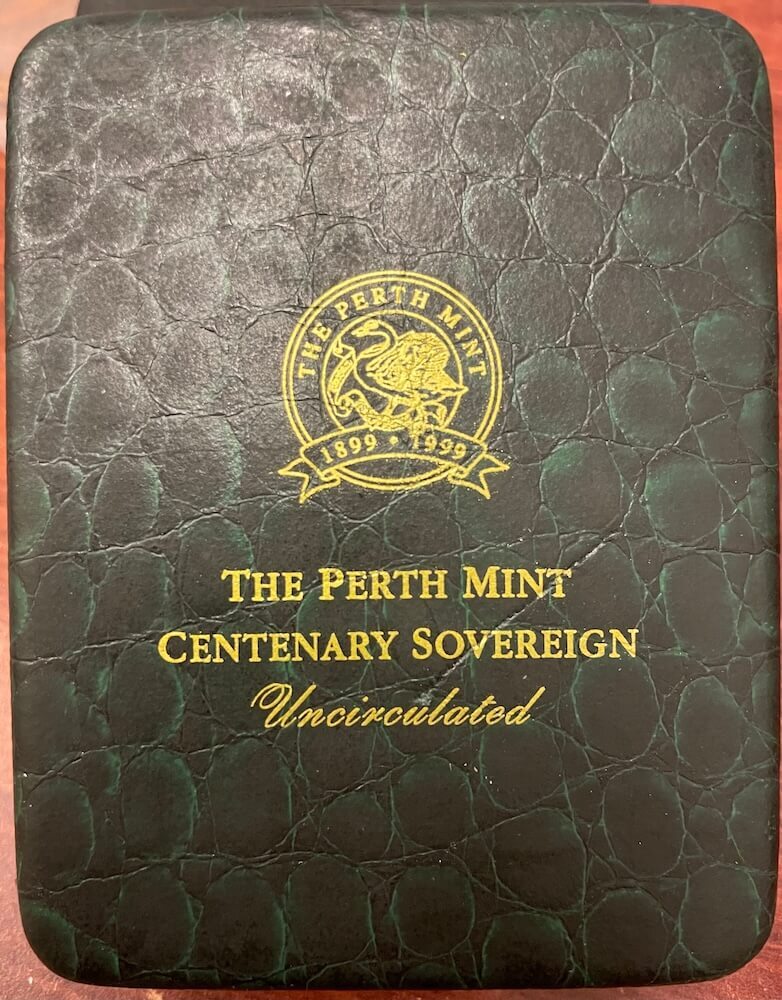 THE PERTH MINT
1899 • 1999
THE PERTH MINT
CENTENARY SOVEREIGN
Uncirculated